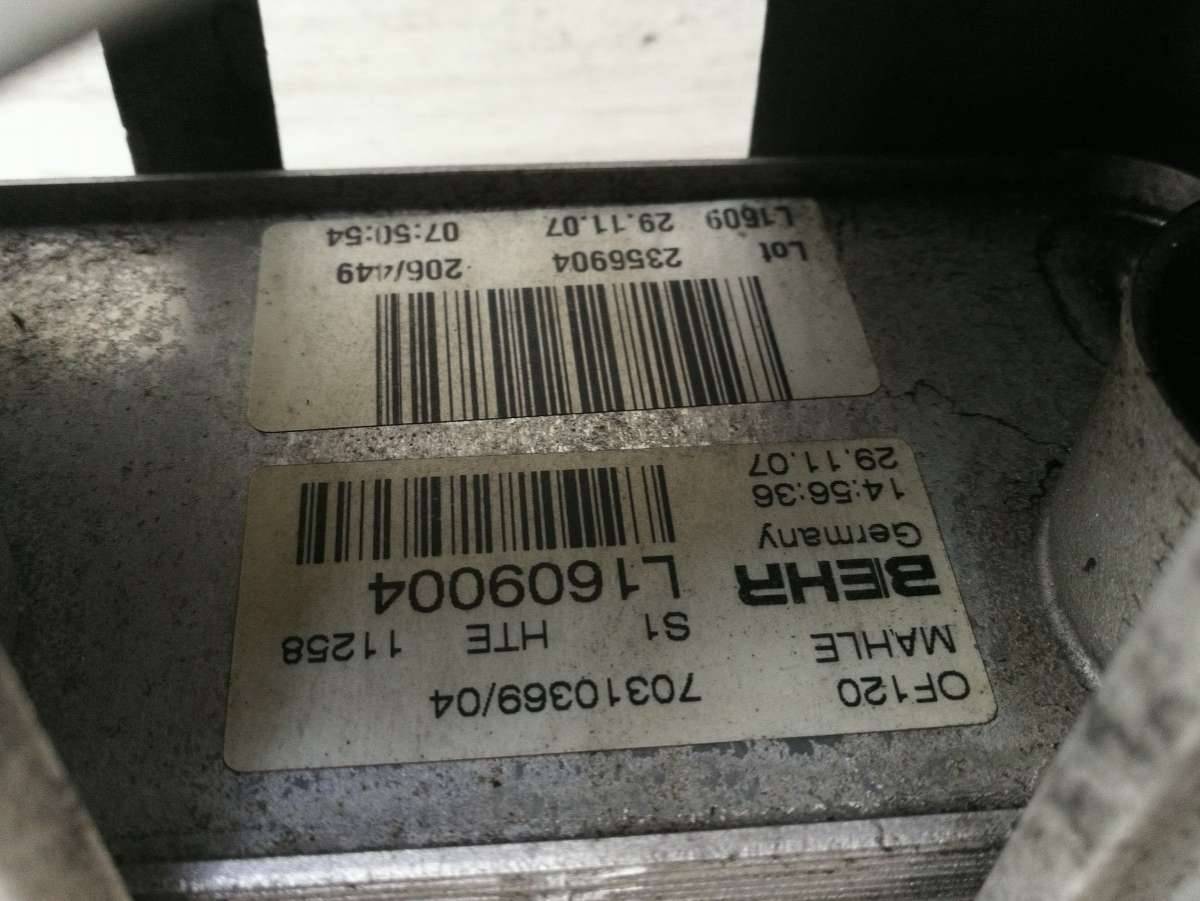 OF120 70310369/04
MAHLE S1 HTE 11258
BEHR L1609004
Germany
14:56:36
29.11.07
Lot 2356904 206/449
L1609 29.11.07 07:50:54